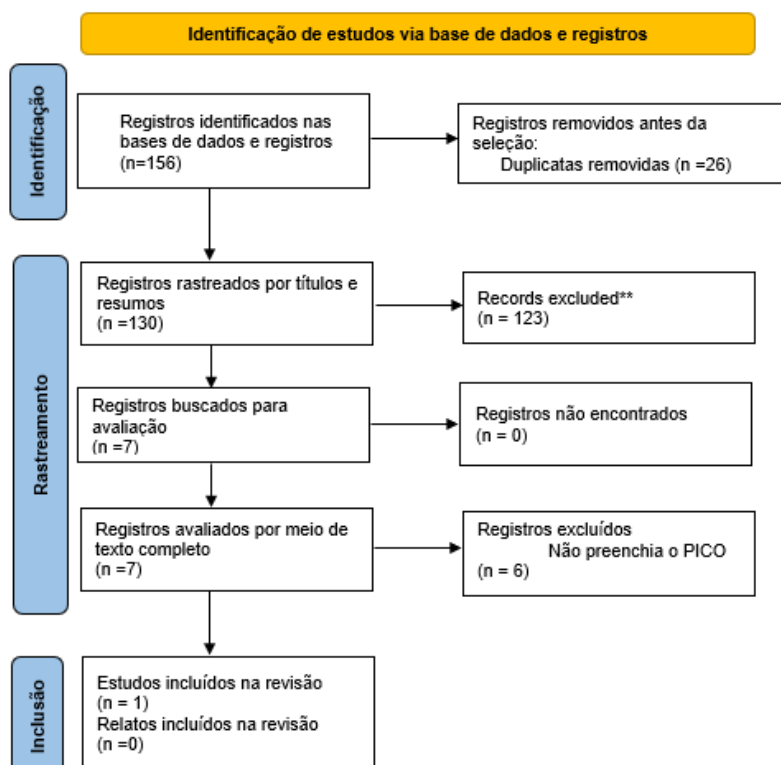 Identificação de estudos via base de dados e registros
Identificação
Registros identificados nas
bases de dados e registros
(n=156)
Registros removidos antes da
seleção:
Duplicatas removidas (n =26)
Rastreamento
Registros rastreados por títulos e
resumos
(n =130)
Records excluded**
(n = 123)
Registros buscados para
avaliação
(n =7)
Registros não encontrados
(n = 0)
Registros avaliados por meio de
texto completo
(n =7)
Registros excluídos
Não preenchia o PICO
(n = 6)
Inclusão
Estudos incluídos na revisão
(n = 1)
Relatos incluídos na revisão
(n =0)